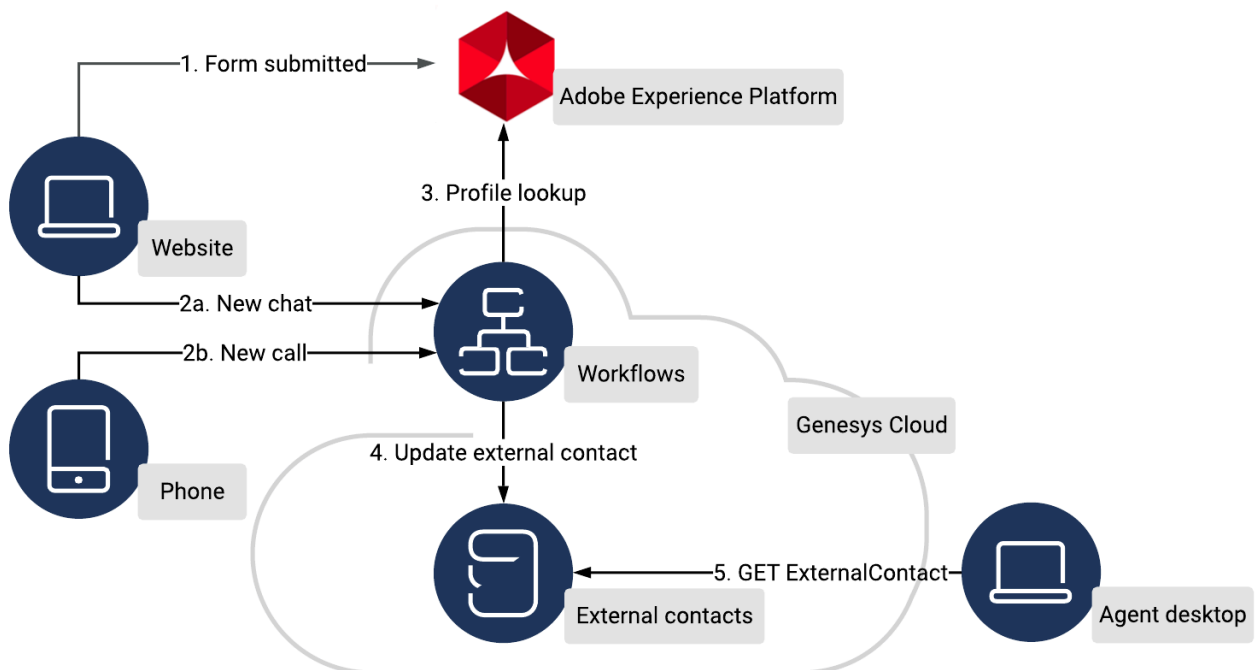 1. Form submitted
Adobe Experience Platform
3. Profile lookup
Website
2a. New chat
2b. New call
Workflows
Genesys Cloud
4. Update external contact
Phone
5. GET ExternalContact
External contacts
Agent desktop